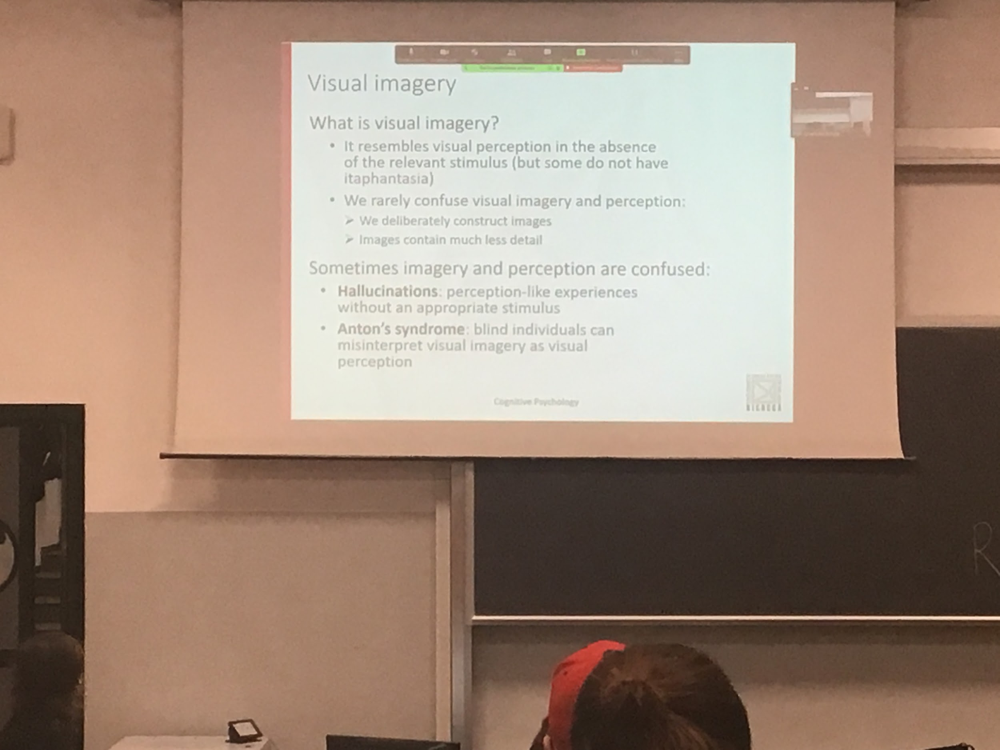 Visual imagery
What is visual imagery?
• It resembles visual perception in the absence
of the relevant stimulus (but some do not have
itaphantasia)
• We rarely confuse visual imagery and perception:
➢ We deliberately construct images
➢ Images contain much less detail
Sometimes imagery and perception are confused:
• Hallucinations: perception-like experiences
without an appropriate stimulus
• Anton's syndrome: blind individuals can
misinterpret visual imagery as visual
perception
Cognitive Psychology
BICOCCA
R